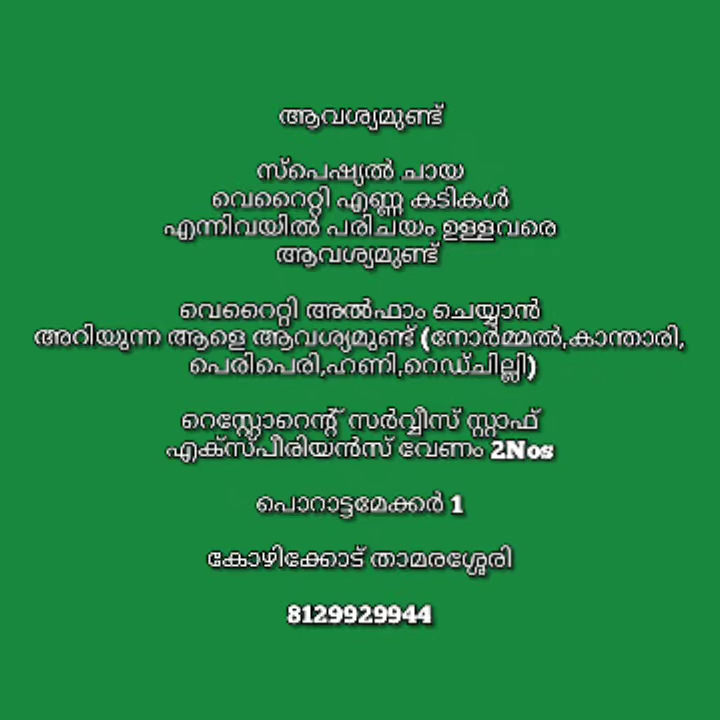 ആവശ്യമുണ്ട്
സ്പെഷ്യൽ ചായ
വെറൈറ്റി എണ്ണ കടികൾ
എന്നിവയിൽ പരിചയം ഉള്ളവരെ
ആവശ്യമുണ്ട്
വെറൈറ്റി അൽഫാം ചെയ്യാൻ
അറിയുന്ന ആളെ ആവശ്യമുണ്ട് (നോർമ്മൽ,കാന്താരി,
പെരിപെരി,ഹണി,റെഡ്ചില്ലി)
റെസ്റ്റോറെന്റ് സർവ്വീസ് സ്റ്റാഫ്
എക്സ്പീരിയൻസ് വേണം 2Nos
പൊറാട്ടമേക്കർ 1
കോഴിക്കോട് താമരശ്ശേരി
8129929944